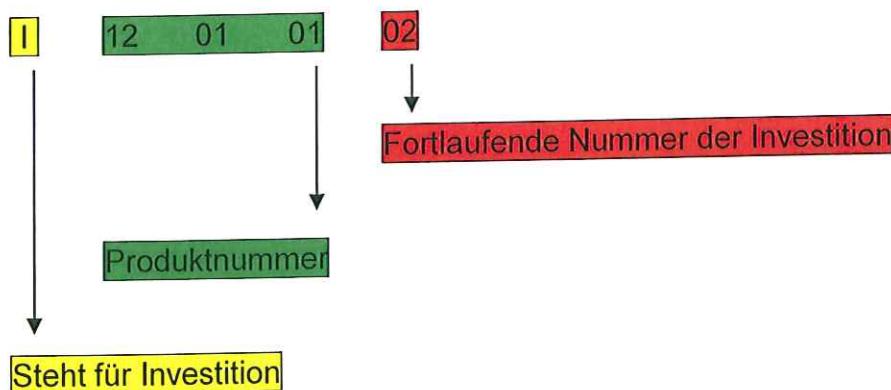 I 12 01 01 02
Fortlaufende Nummer der Investition
Produktnummer
Steht für Investition